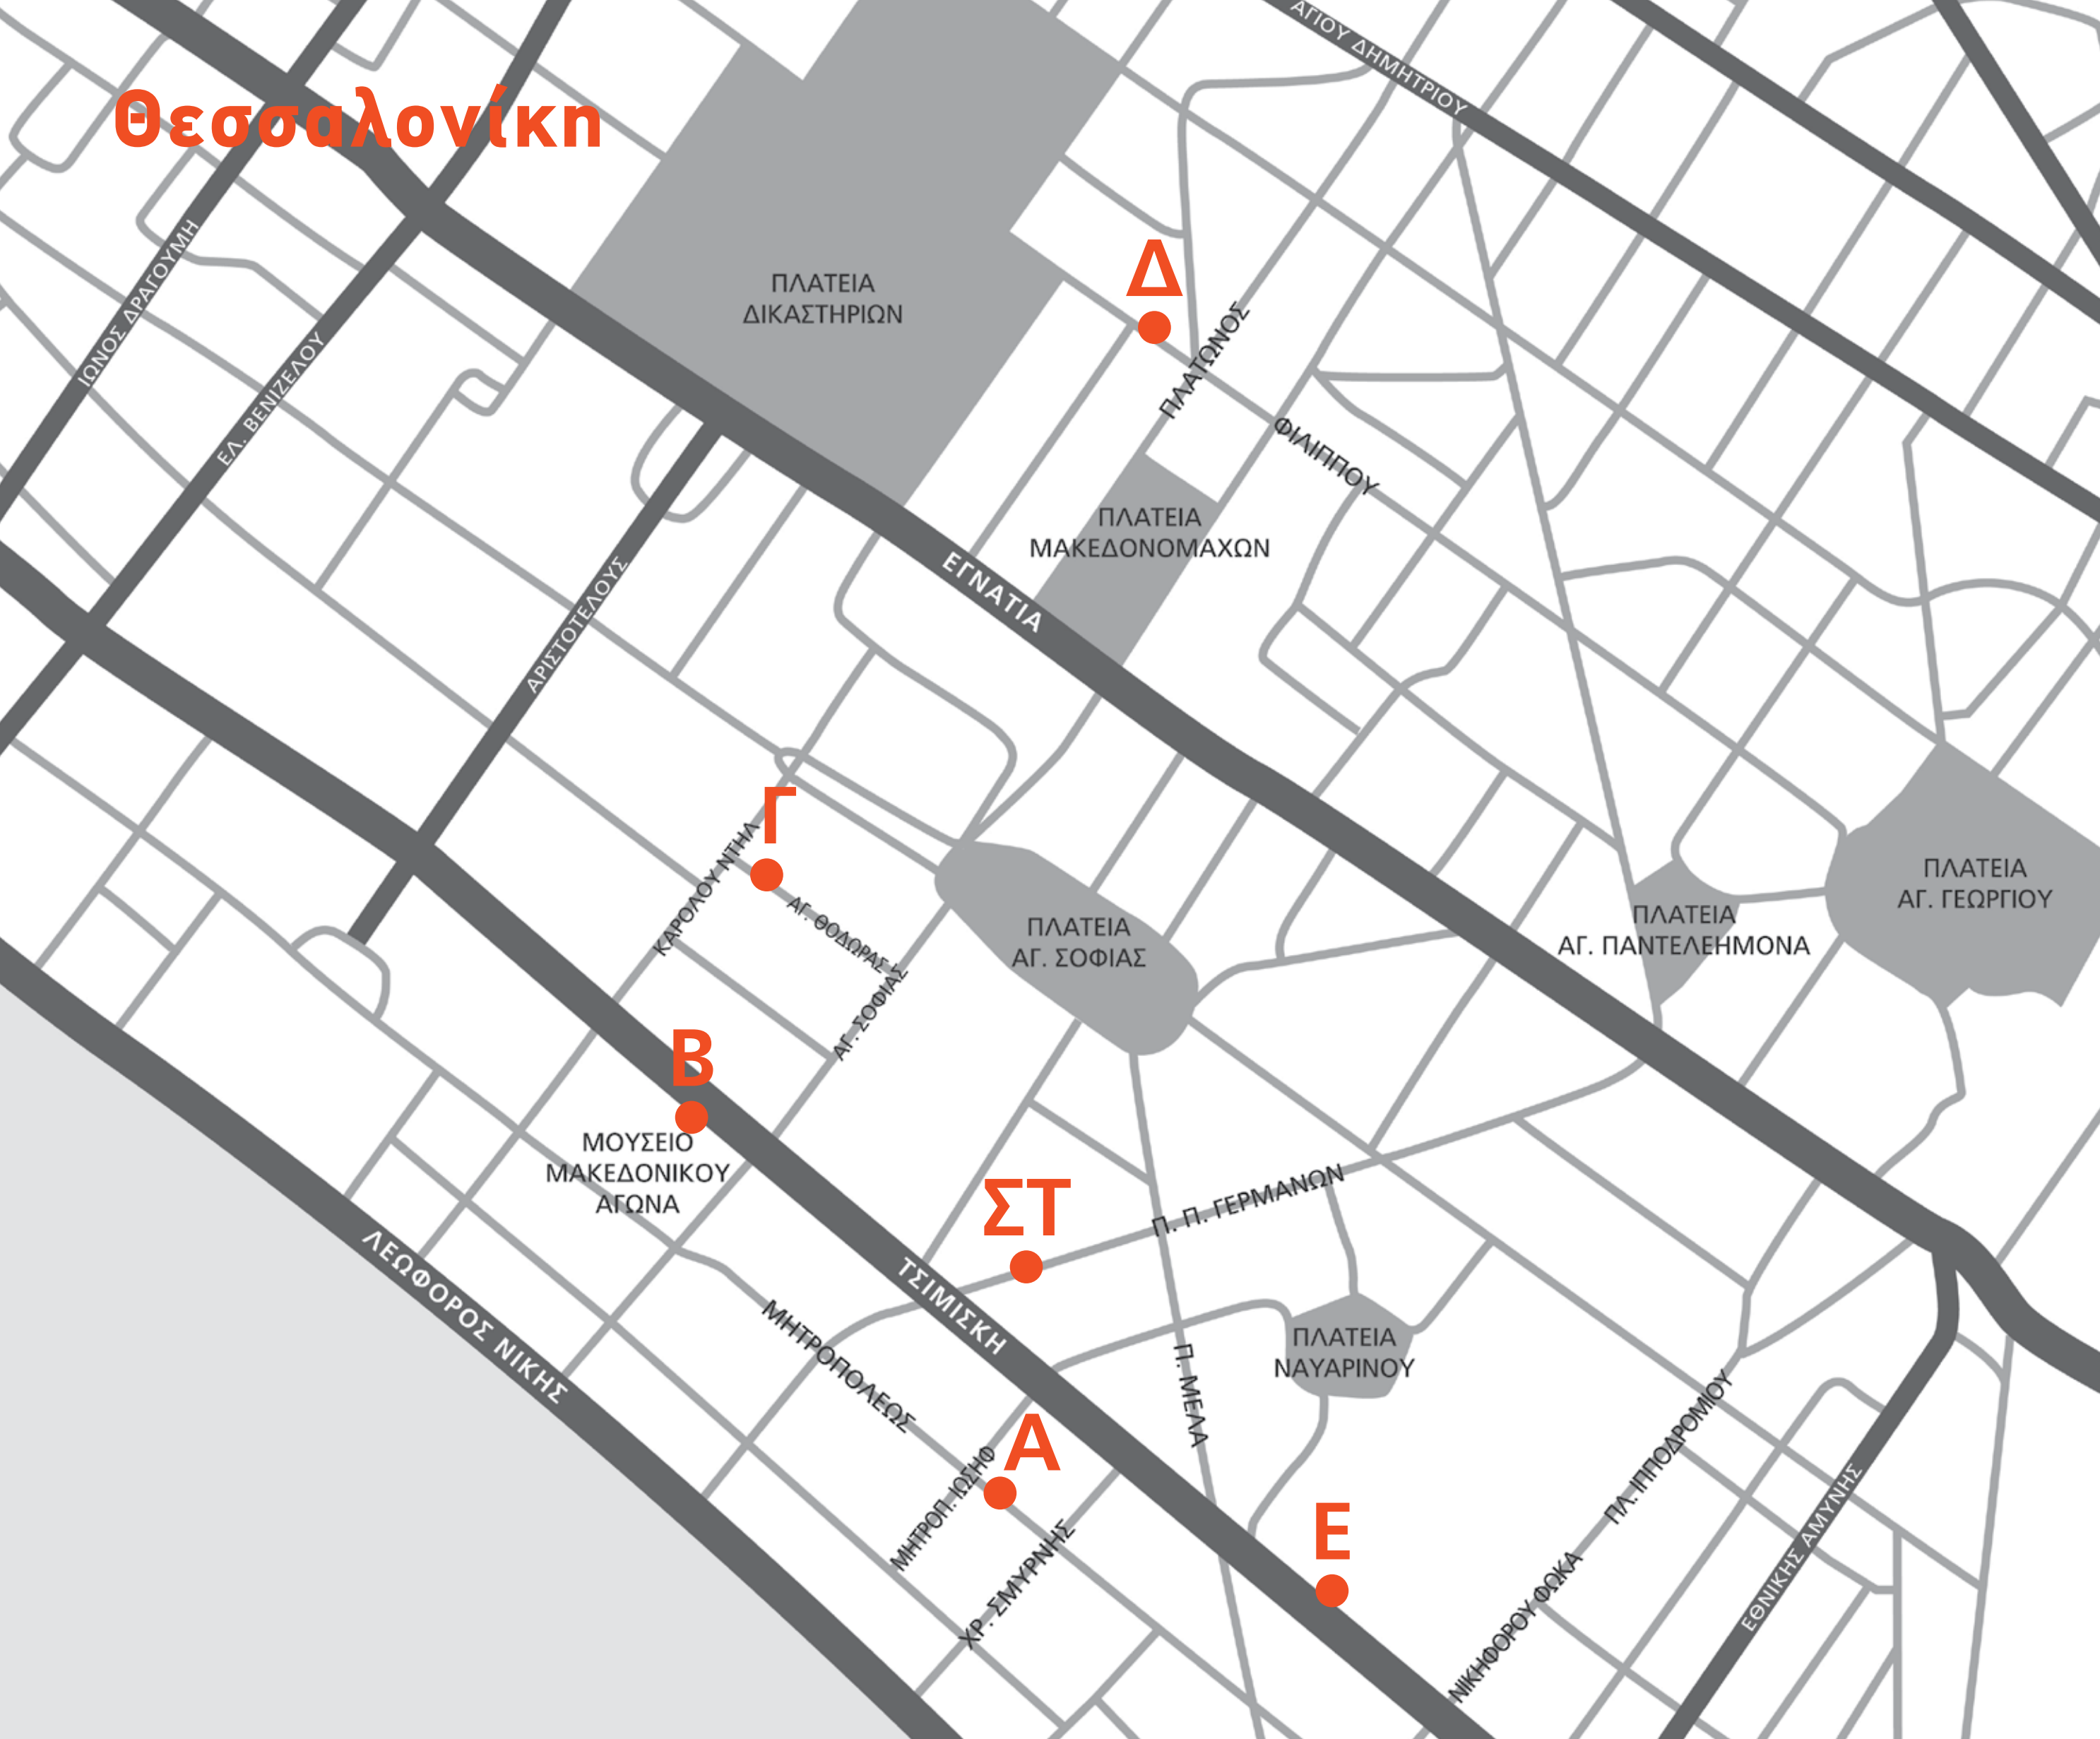 ΑΓΙΟΥ ΔΗΜΗΤΡΙΟΥ
Θεσσαλονίκη
ΙΩΝΟΣ ΔΡΑΓΟΥΜΗ
ΕΛ. ΒΕΝΙΖΕΛΟΥ
ΠΛΑΤΕΙΑ
ΔΙΚΑΣΤΗΡΙΩΝ
Δ
ΠΛΑΤΩΝΟΣ
ΦΙΛΙΠΠΟΥ
ΠΛΑΤΕΙΑ
ΜΑΚΕΔΟΝΟΜΑΧΩΝ
ΕΓΝΑΤΙΑ
ΑΡΙΣΤΟΤΕΛΟΥΣ
Γ
ΚΑΡΟΛΟΥ ΝΤΗΛ
ΑΓ. ΘΟΔΩΡΑΣ
ΑΓ. ΣΟΦΙΑΣ
ΠΛΑΤΕΙΑ
ΑΓ. ΣΟΦΙΑΣ
ΠΛΑΤΕΙΑ
ΑΓ. ΠΑΝΤΕΛΕΗΜΟΝΑ
ΠΛΑΤΕΙΑ
ΑΓ. ΓΕΩΡΓΙΟΥ
Β
ΜΟΥΣΕΙΟ
ΜΑΚΕΔΟΝΙΚΟΥ
ΑΓΩΝΑ
ΣΤ
Π. Π. ΓΕΡΜΑΝΩΝ
ΛΕΩΦΟΡΟΣ ΝΙΚΗΣ
ΤΣΙΜΙΣΚΗ
ΜΗΤΡΟΠΟΛΕΩΣ
Π. ΜΕΛΑ
ΠΛΑΤΕΙΑ
ΝΑΥΑΡΙΝΟΥ
Α
ΜΗΤΡΟΠ. ΙΩΣΗΦ
ΧΡ. ΣΜΥΡΝΗΣ
Ε
ΠΛ. ΙΠΠΟΔΡΟΜΙΟΥ
ΝΙΚΗΦΟΡΟΥ ΦΩΚΑ
ΕΘΝΙΚΗΣ ΑΜΥΝΗΣ